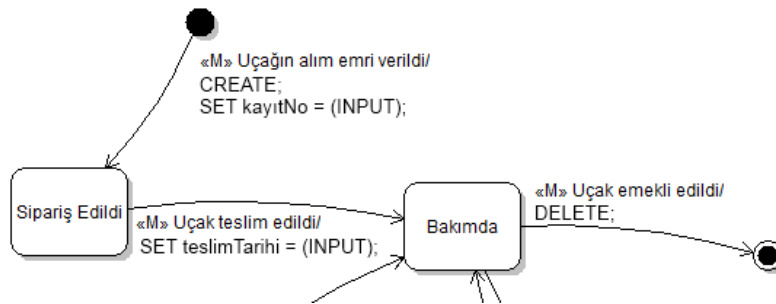 «M» Uçağın alım emri verildi/
CREATE;
SET kayıtNo = (INPUT);
Sipariş Edildi
«M» Uçak teslim edildi/
SET teslimTarihi = (INPUT);
Bakımda
«M» Uçak emekli edildi/
DELETE;